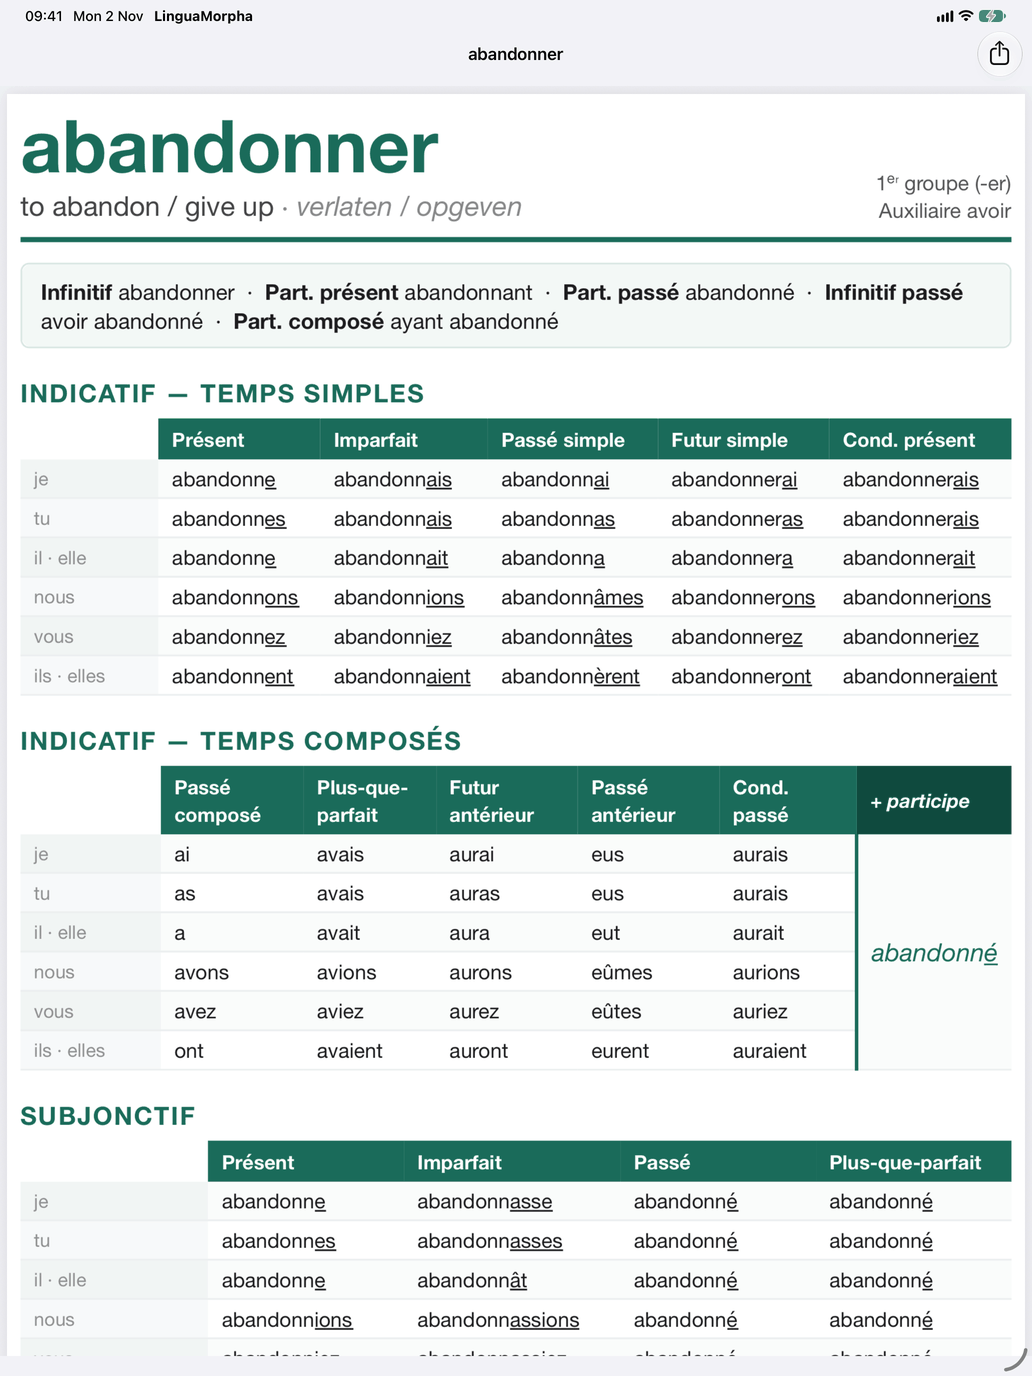 09:41 Mon 2 Nov LinguaMorpha
abandonner
abandonner
to abandon / give up · verlaten / opgeven
1er groupe (-er)
Auxiliaire avoir
Infinitif abandonner · Part. présent abandonnant · Part. passé abandonné · Infinitif passé
avoir abandonné · Part. composé ayant abandonné
INDICATIF — TEMPS SIMPLES
Présent Imparfait Passé simple Futur simple Cond. présent
je abandonne abandonnais abandonnai abandonnerai abandonnerais
tu abandonnes abandonnais abandonnas abandonneras abandonnerais
il · elle abandonne abandonnait abandonna abandonnera abandonnerait
nous abandonnons abandonnions abandonnâmes abandonnerons abandonnerions
vous abandonnez abandonniez abandonnâtes abandonnerez abandonneriez
ils · elles abandonnent abandonnaient abandonnèrent abandonneront abandonneraient
INDICATIF — TEMPS COMPOSÉS
Passé composé Plus-que-parfait Futur antérieur Passé antérieur Cond. passé + participe
je ai avais aurai eus aurais
tu as avais auras eus aurais
il · elle a avait aura eut aurait
abandonné
nous avons avions aurons eûmes aurions
vous avez aviez aurez eûtes auriez
ils · elles ont avaient auront eurent auraient
SUBJONCTIF
Présent Imparfait Passé Plus-que-parfait
je abandonne abandonnasse abandonné abandonné
tu abandonnes abandonnasses abandonné abandonné
il · elle abandonne abandonnât abandonné abandonné
nous abandonnions abandonnassions abandonné abandonné